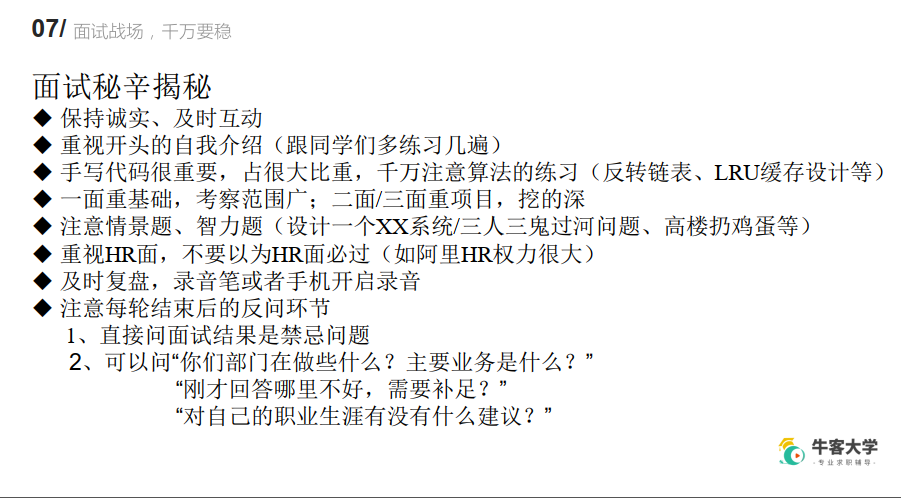 07/ 面试战场，千万要稳
面试秘辛揭秘
◆ 保持诚实、及时互动
◆ 重视开头的自我介绍（跟同学们多练习几遍）
◆ 手写代码很重要，占很大比重，千万注意算法的练习（反转链表、LRU缓存设计等）
◆ 一面重基础，考察范围广；二面/三面重项目，挖的深
◆ 注意情景题、智力题（设计一个XX系统/三人三鬼过河问题、高楼扔鸡蛋等）
◆ 重视HR面，不要以为HR面必过（如阿里HR权力很大）
◆ 及时复盘，录音笔或者手机开启录音
◆ 注意每轮结束后的反问环节
1、直接问面试结果是禁忌问题
2、可以问“你们部门在做些什么？主要业务是什么？”
“刚才回答哪里不好，需要补足？”
“对自己的职业生涯有没有什么建议？”
牛客大学
·专业求职辅导·